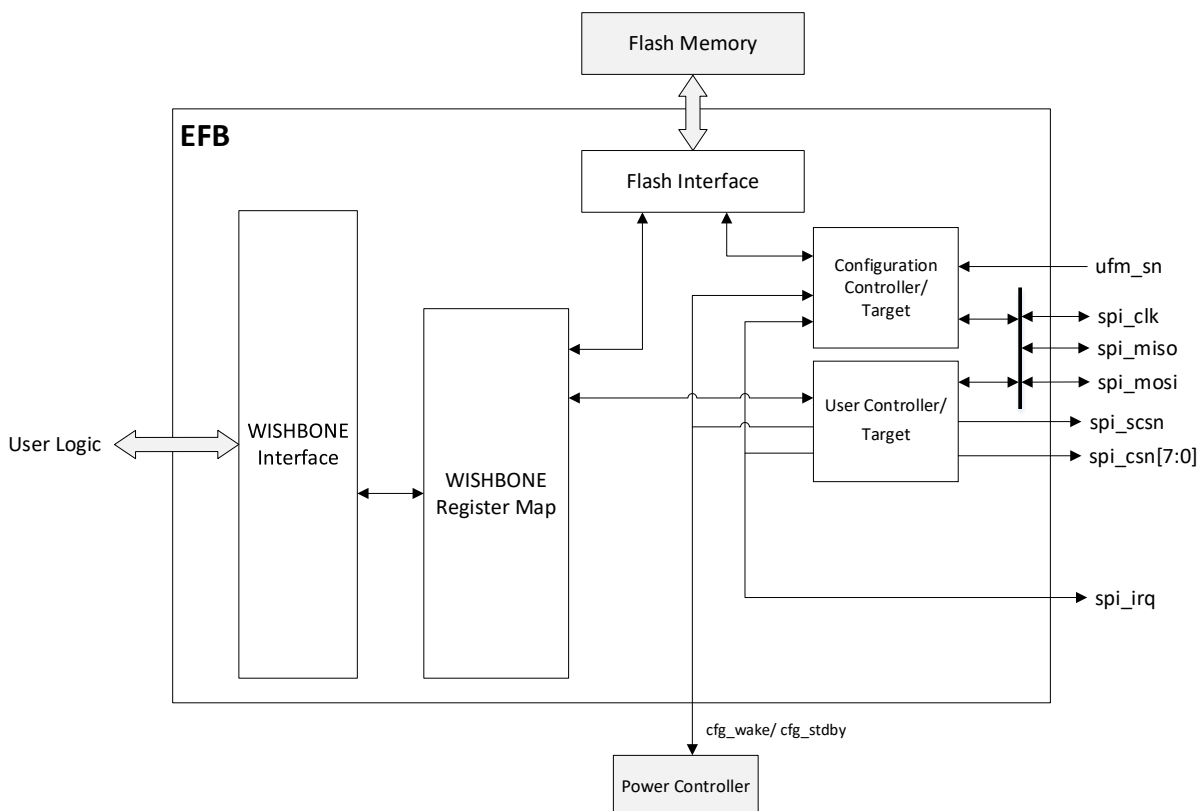 Flash Memory
EFB
Flash Interface
Configuration
Controller/
Target
ufm_sn
spi_clk
spi_miso
spi_mosi
User Controller/
Target
spi_scsn
spi_csn[7:0]
User Logic
WISHBONE
Interface
WISHBONE
Register Map
spi_irq
cfg_wake/ cfg_stdby
Power Controller